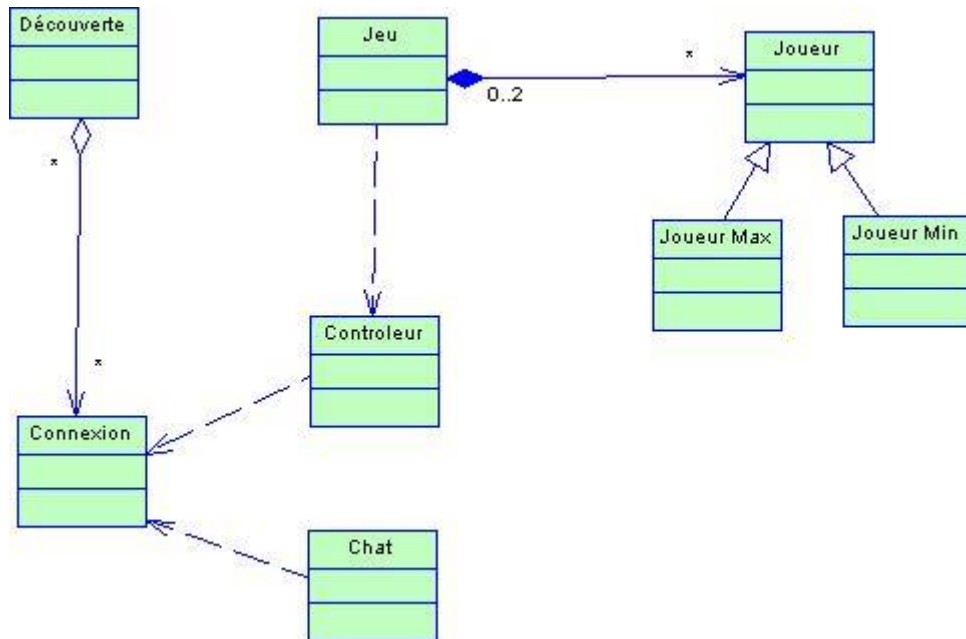 Découverte
Jeu
Joueur
*
0..2
*
Joueur Max
Joueur Min
Controleur
*
Connexion
Chat